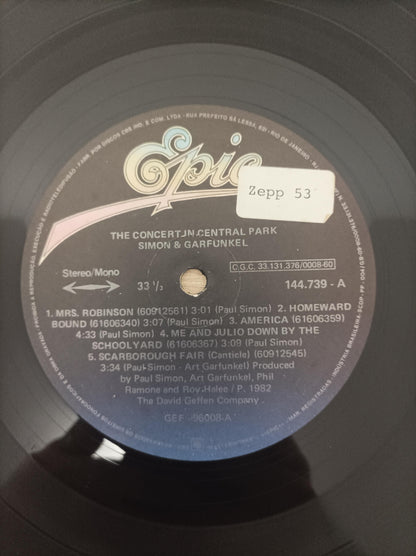 Epic
Zepp 53
THE CONCERT IN CENTRAL PARK
SIMON & GARFUNKEL
Stereo/Mono
33 1/3
C.G.C. 33.131.376/0008-60
144.739 - A
1. MRS. ROBINSON (60912561) 3:01 (Paul Simon) 2. HOMEWARD
BOUND (61606340) 3:07 (Paul Simon) 3. AMERICA (61606359)
4:33 (Paul Simon) 4. ME AND JULIO DOWN BY THE
SCHOOLYARD (61606367) 3:09 (Paul Simon)
5. SCARBOROUGH FAIR (Canticle) (60912545)
3:34 (Paul Simon - Art Garfunkel) Produced
by Paul Simon, Art Garfunkel, Phil
Ramone and Roy Halee / P. 1982
The David Geffen Company
GEF -96008-A